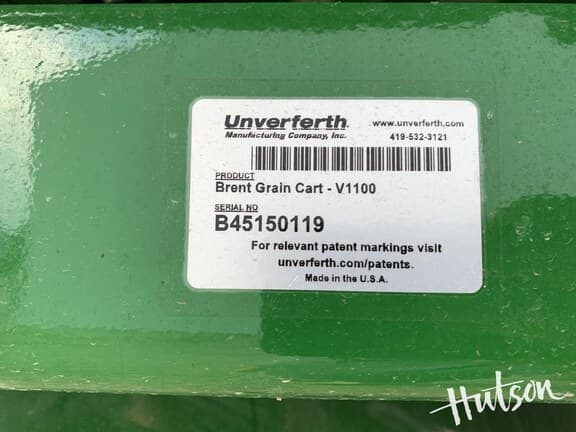 Unverferth
www.unverferth.com
Manufacturing Company, Inc.
419-532-3121
PRODUCT
Brent Grain Cart - V1100
SERIAL NO
B45150119
For relevant patent markings visit
unverferth.com/patents.
Made in the U.S.A.
Hutson